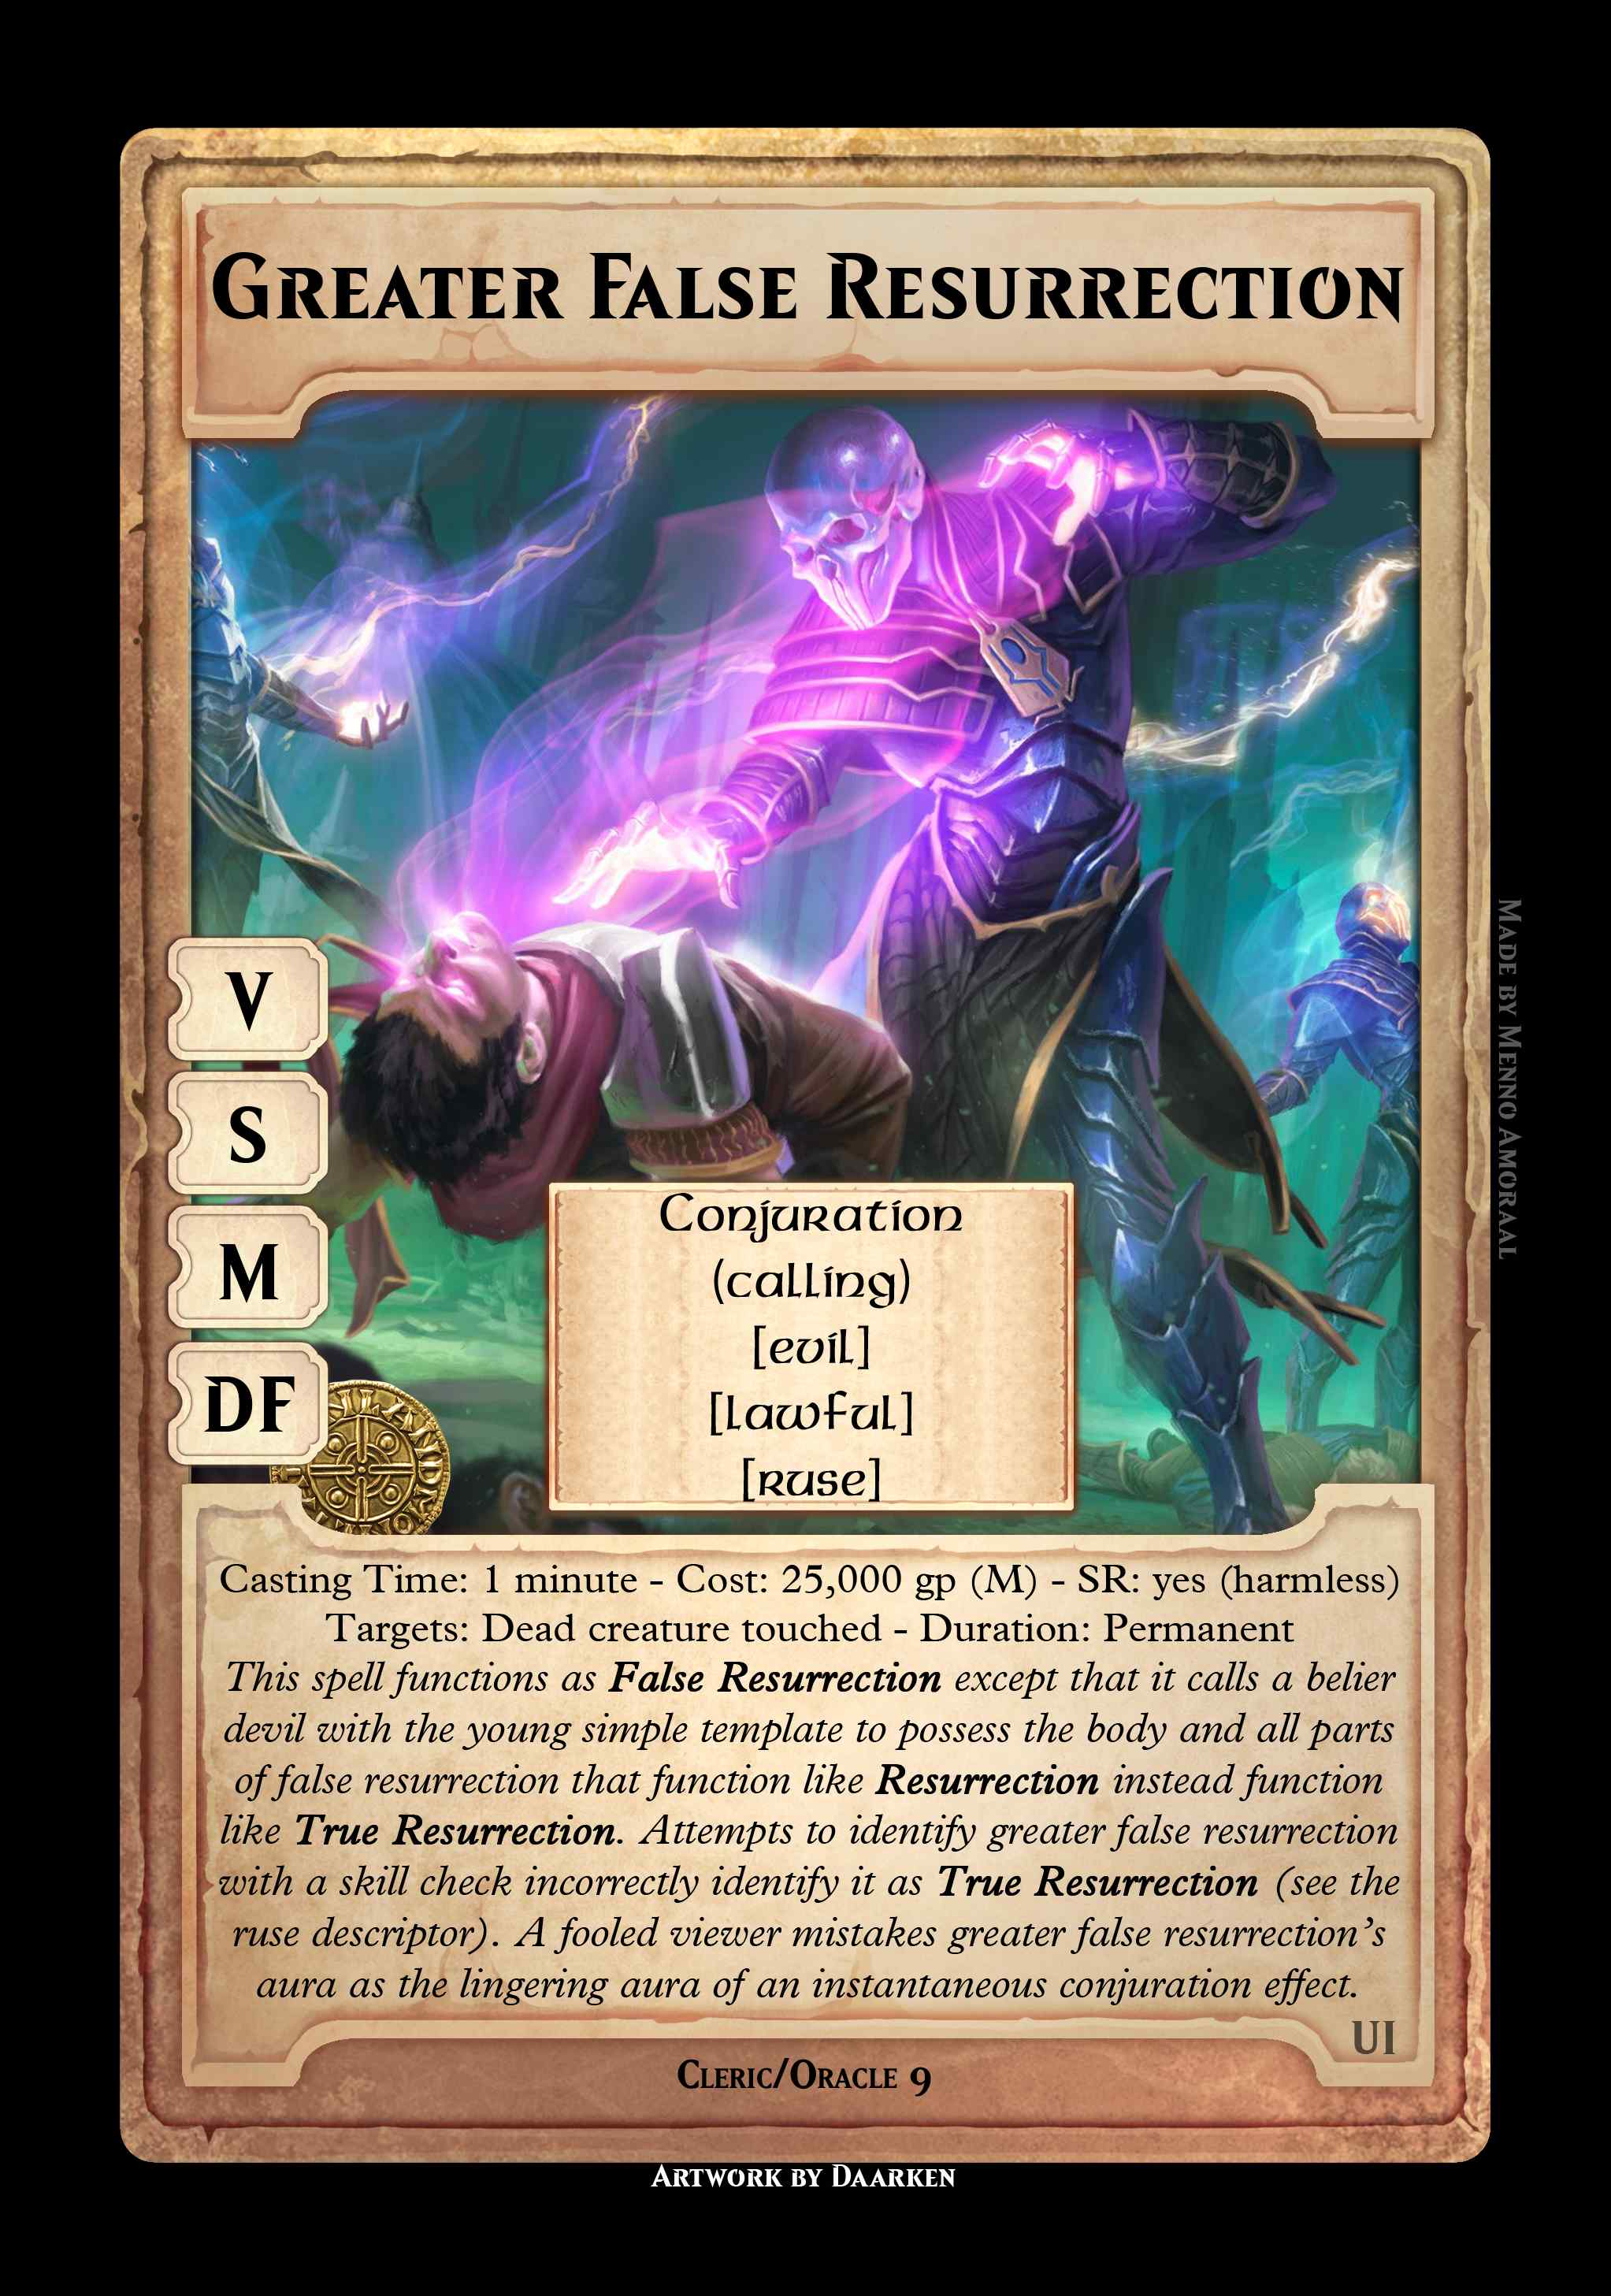 Greater False Resurrection
V
S
M
DF
Conjuration
(calling)
[evil]
[lawful]
[ruse]
Casting Time: 1 minute - Cost: 25,000 gp (M) - SR: yes (harmless)
Targets: Dead creature touched - Duration: Permanent
This spell functions as False Resurrection except that it calls a belier
devil with the young simple template to possess the body and all parts
of false resurrection that function like Resurrection instead function
like True Resurrection. Attempts to identify greater false resurrection
with a skill check incorrectly identify it as True Resurrection (see the
ruse descriptor). A fooled viewer mistakes greater false resurrection's
aura as the lingering aura of an instantaneous conjuration effect.
UI
Cleric/Oracle 9
Artwork by Daarken
Made by Menno Amoraal